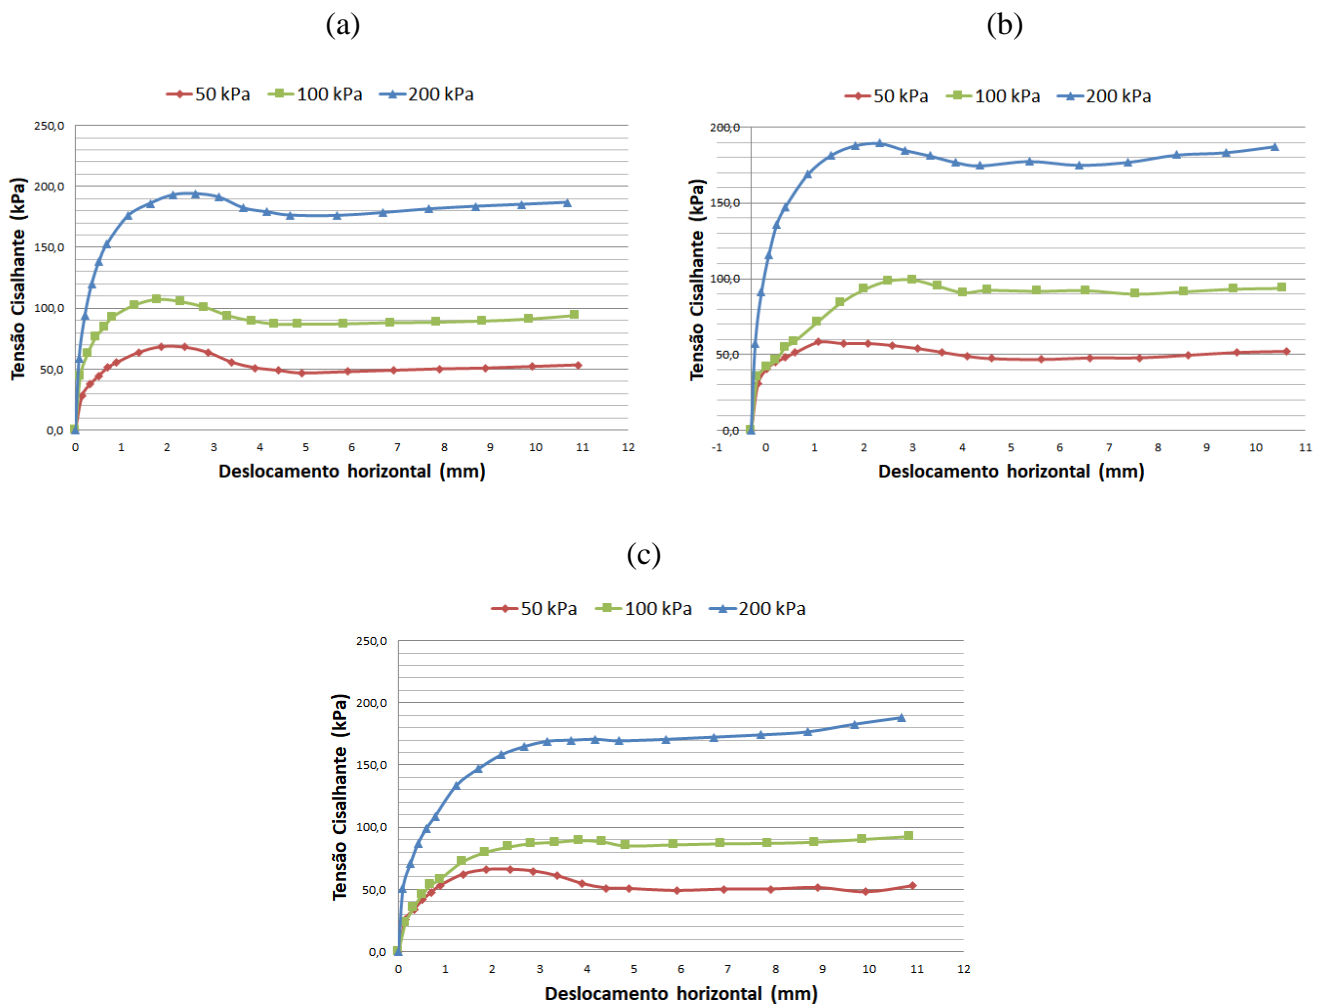 (a)
50 kPa 100 kPa 200 kPa
250,0
200,0
150,0
100,0
50,0
0,0
0 1 2 3 4 5 6 7 8 9 10 11 12
Tensão Cisalhante (kPa)
Deslocamento horizontal (mm)
(b)
50 kPa 100 kPa 200 kPa
200,0
150,0
100,0
50,0
0,0
-1 0 1 2 3 4 5 6 7 8 9 10 11
Tensão Cisalhante (kPa)
Deslocamento horizontal (mm)
(c)
50 kPa 100 kPa 200 kPa
250,0
200,0
150,0
100,0
50,0
0,0
0 1 2 3 4 5 6 7 8 9 10 11 12
Tensão Cisalhante (kPa)
Deslocamento horizontal (mm)